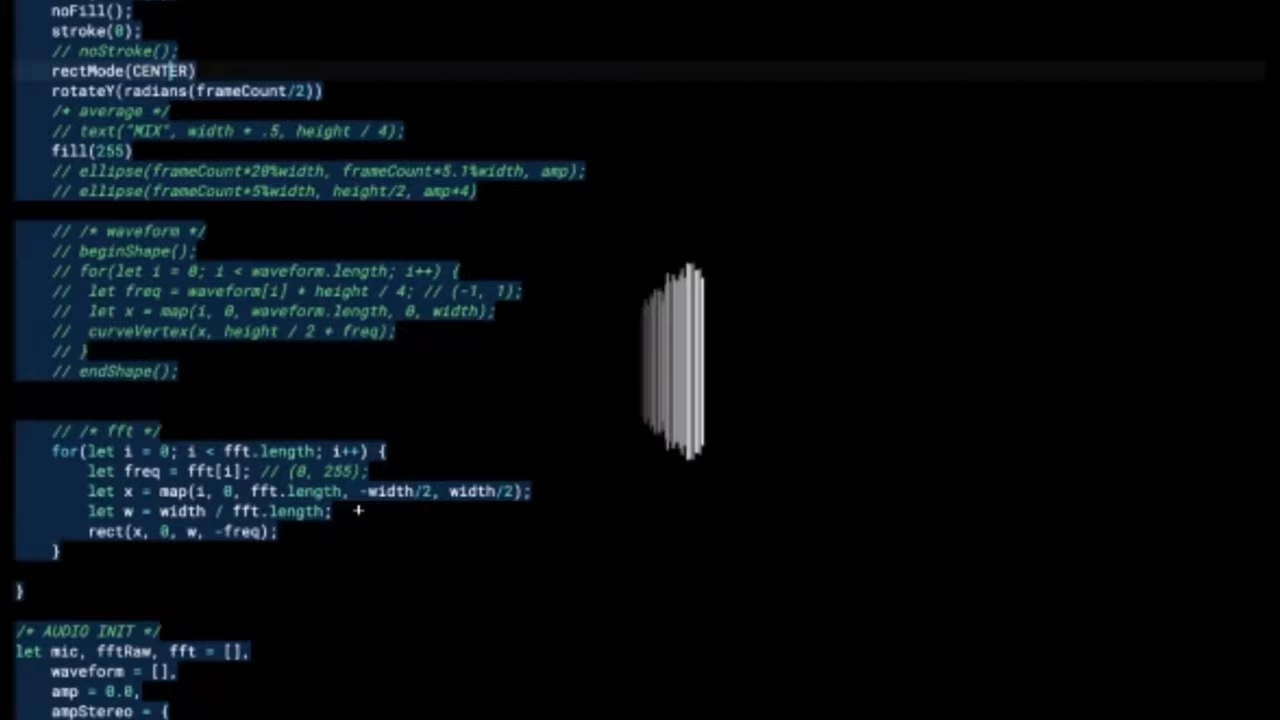 noFill();
stroke(0);
// noStroke();
rectMode(CENTER)
rotateY(radians(frameCount/2))
/* average */
// text("MIX", width * .5, height / 4);
fill(255)
// ellipse(frameCount*20%width, frameCount*5.1%width, amp);
// ellipse(frameCount*5%width, height/2, amp*4)
// /* waveform */
// beginShape();
// for(let i = 0; i < waveform.length; i++) {
// let freq = waveform[i] * height / 4; // (-1, 1);
// let x = map(i, 0, waveform.length, 0, width);
// curveVertex(x, height / 2 + freq);
// }
// endShape();
// /* fft */
for(let i = 0; i < fft.length; i++) {
let freq = fft[i]; // (0, 255);
let x = map(i, 0, fft.length, -width/2, width/2);
let w = width / fft.length;
rect(x, 0, w, -freq);
}
}
/* AUDIO INIT */
let mic, fftRaw, fft = [],
waveform = [],
amp = 0.0,
ampStereo = {